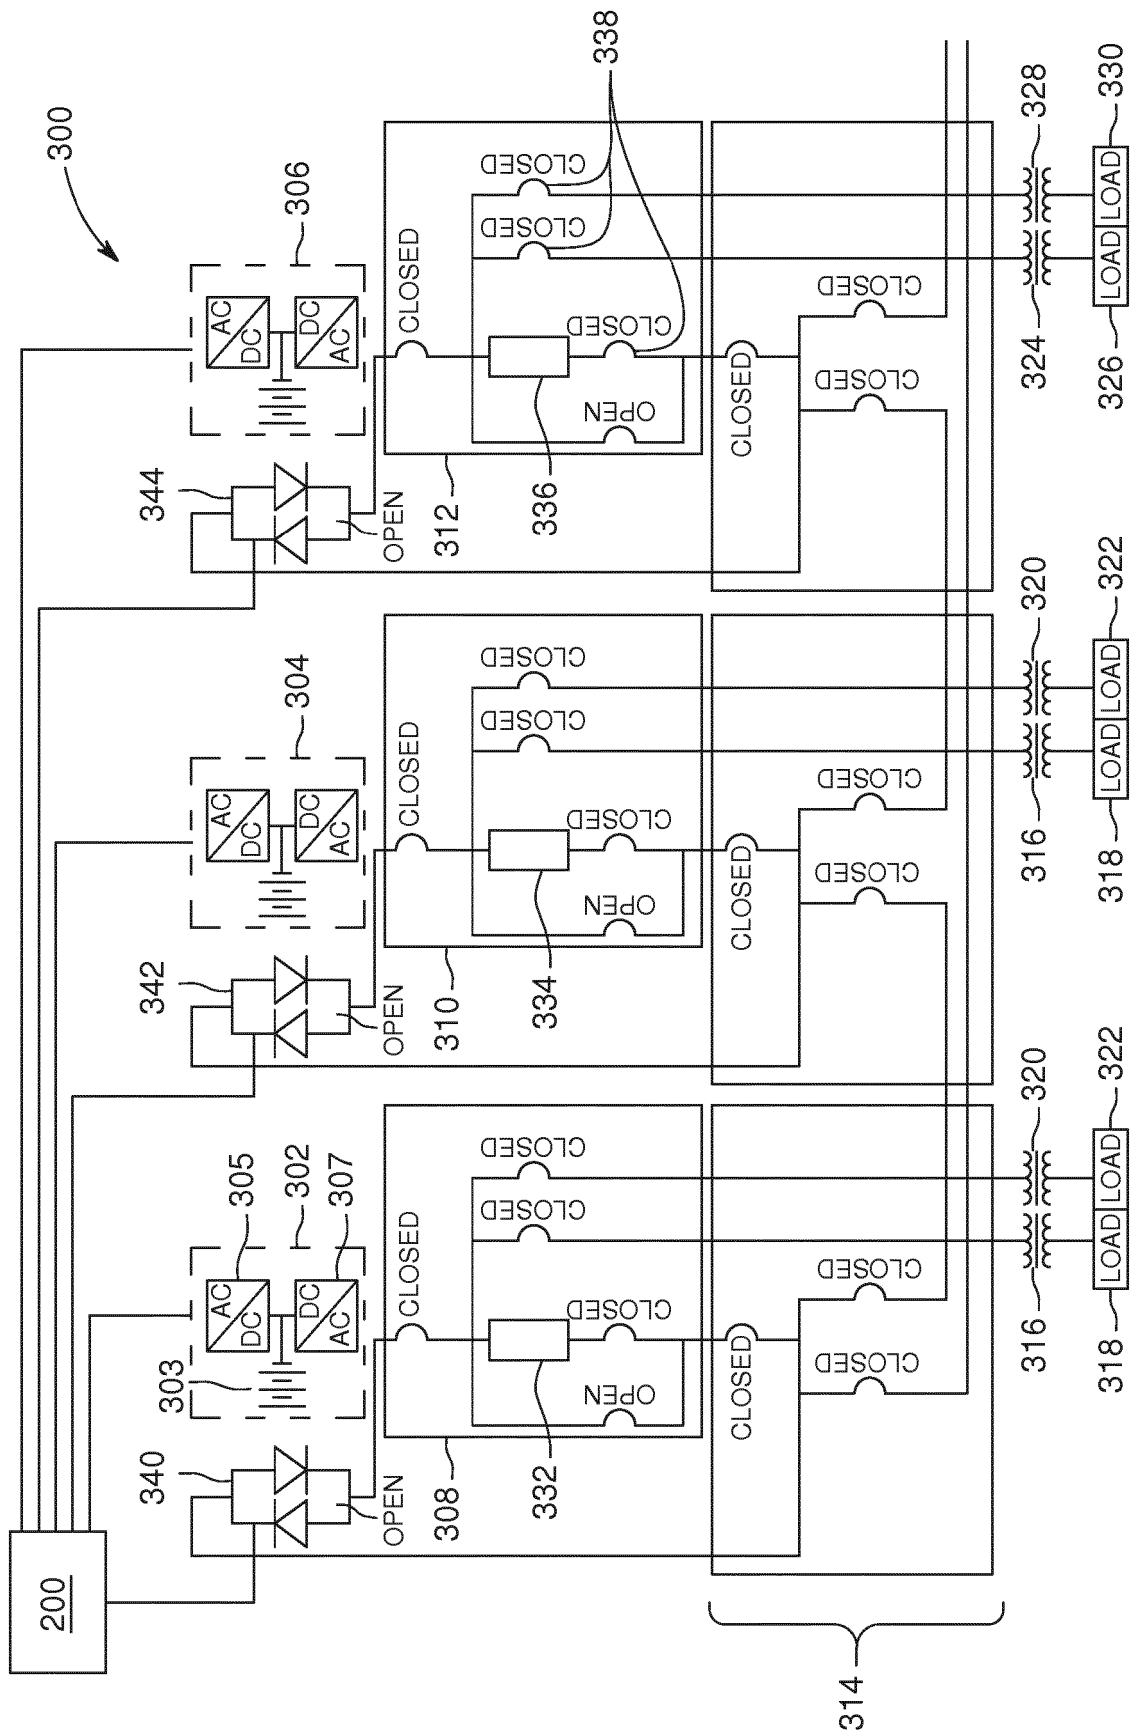 300
200
340
303
305
302
307
AC
DC
DC
AC
OPEN
342
304
AC
DC
DC
AC
OPEN
344
306
AC
DC
DC
AC
OPEN
308
CLOSED
CLOSED
CLOSED
332
OPEN
CLOSED
CLOSED
CLOSED
CLOSED
310
CLOSED
CLOSED
CLOSED
334
OPEN
CLOSED
CLOSED
CLOSED
CLOSED
312
CLOSED
CLOSED
CLOSED
336
OPEN
CLOSED
338
CLOSED
CLOSED
CLOSED
314
316
320
316
320
324
328
318
LOAD
LOAD
322
318
LOAD
LOAD
322
326
LOAD
LOAD
330